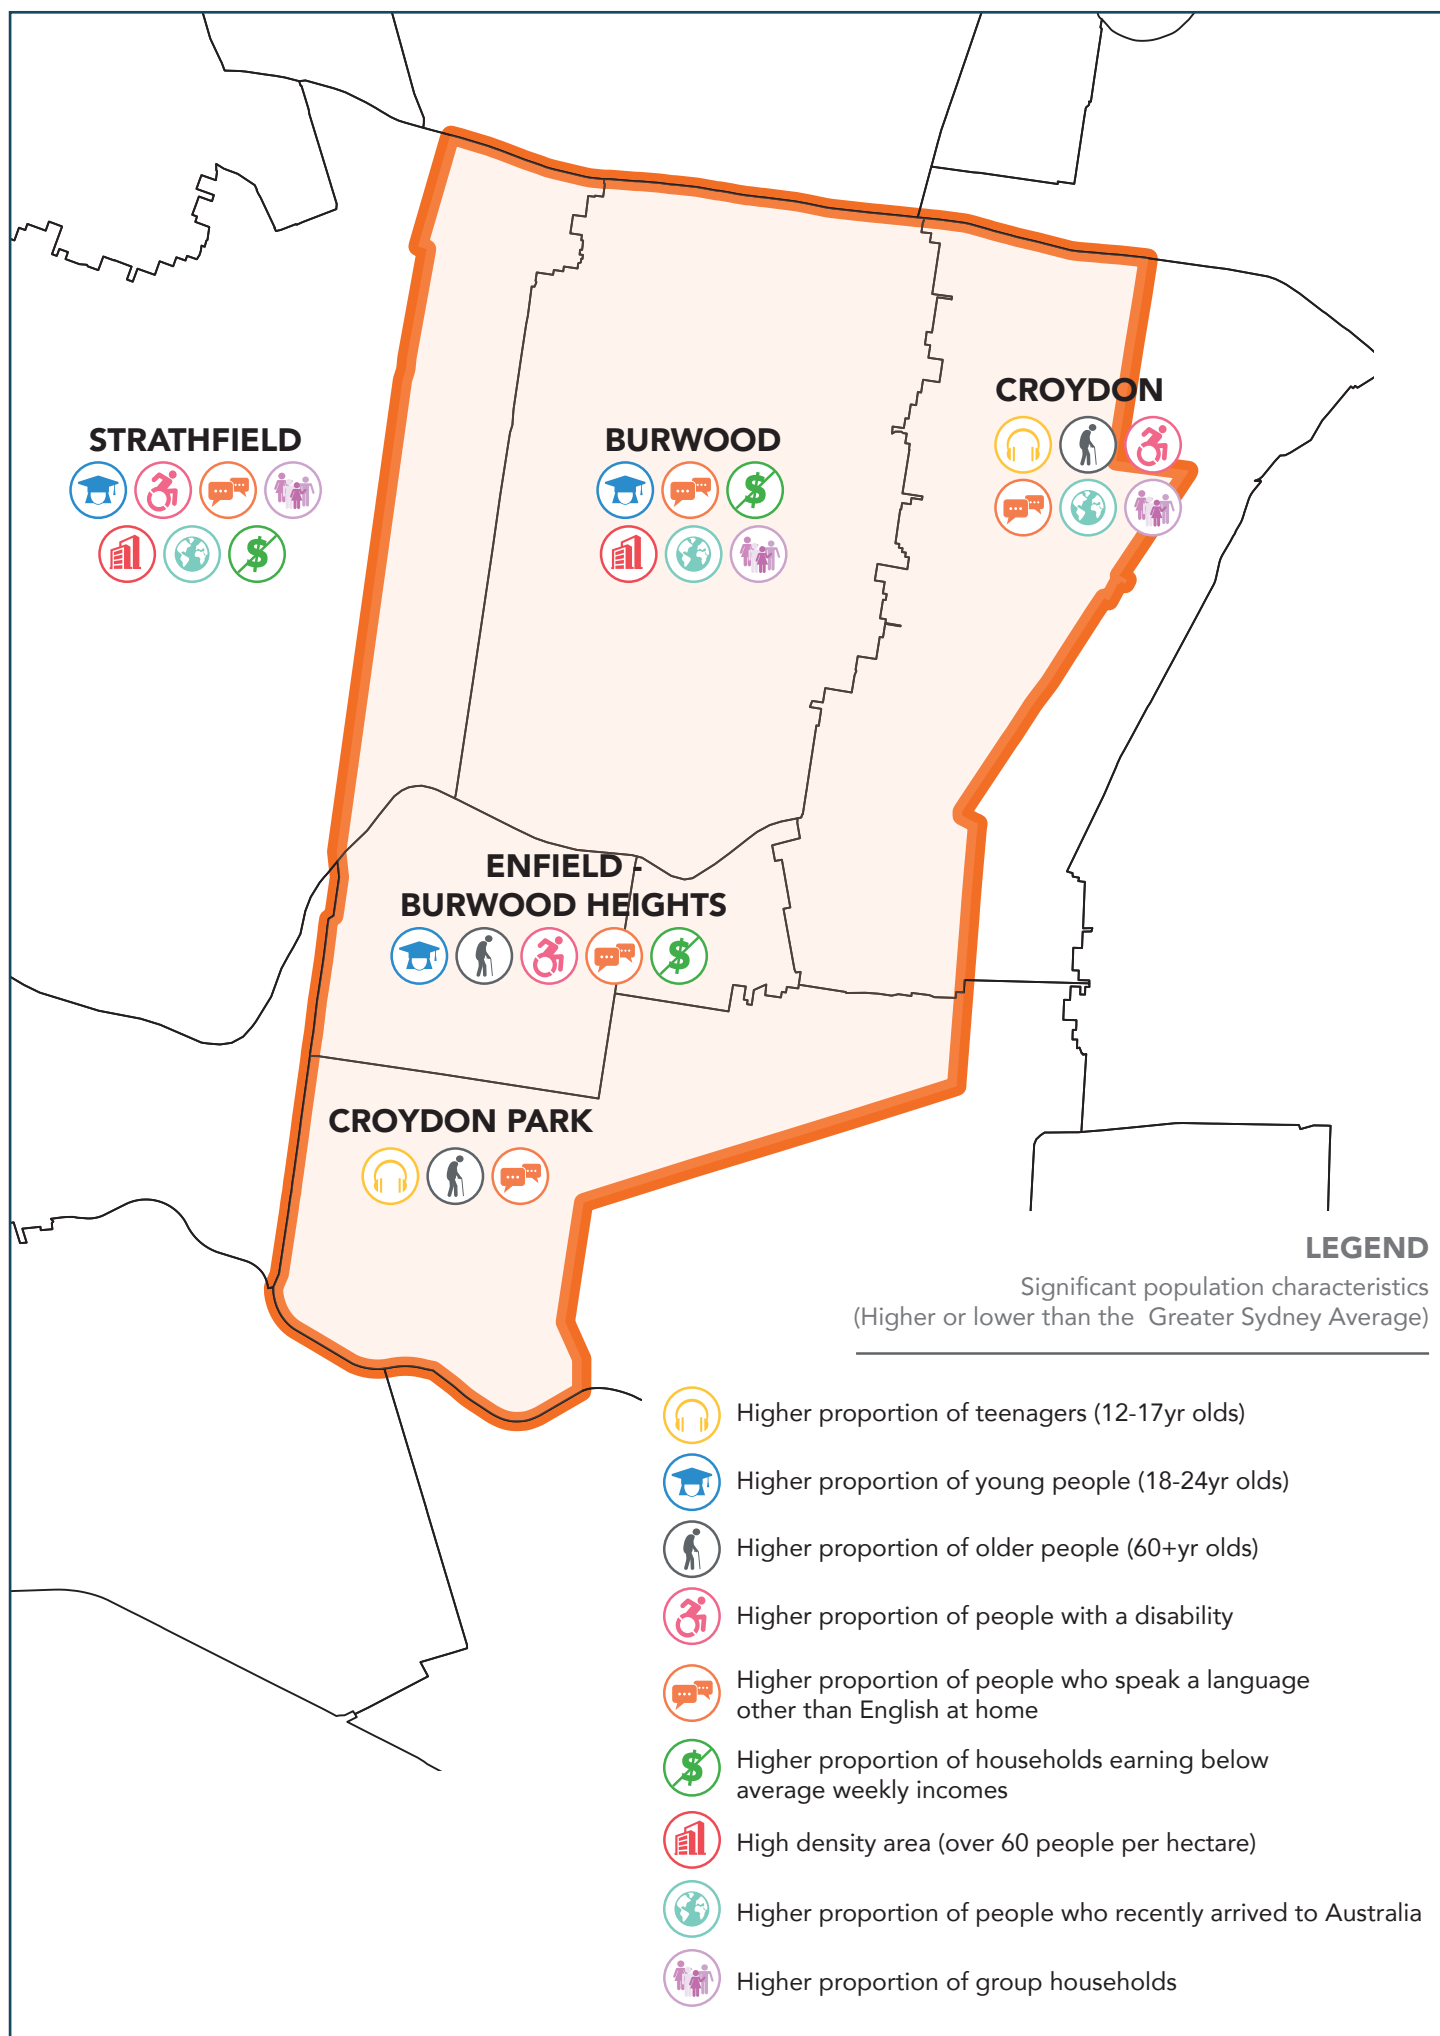 CROYDON
STRATHFIELD
BURWOOD
ENFIELD -
BURWOOD HEIGHTS
CROYDON PARK
LEGEND
Significant population characteristics
(Higher or lower than the Greater Sydney Average)
Higher proportion of teenagers (12-17yr olds)
Higher proportion of young people (18-24yr olds)
Higher proportion of older people (60+yr olds)
Higher proportion of people with a disability
Higher proportion of people who speak a language
other than English at home
Higher proportion of households earning below
average weekly incomes
High density area (over 60 people per hectare)
Higher proportion of people who recently arrived to Australia
Higher proportion of group households